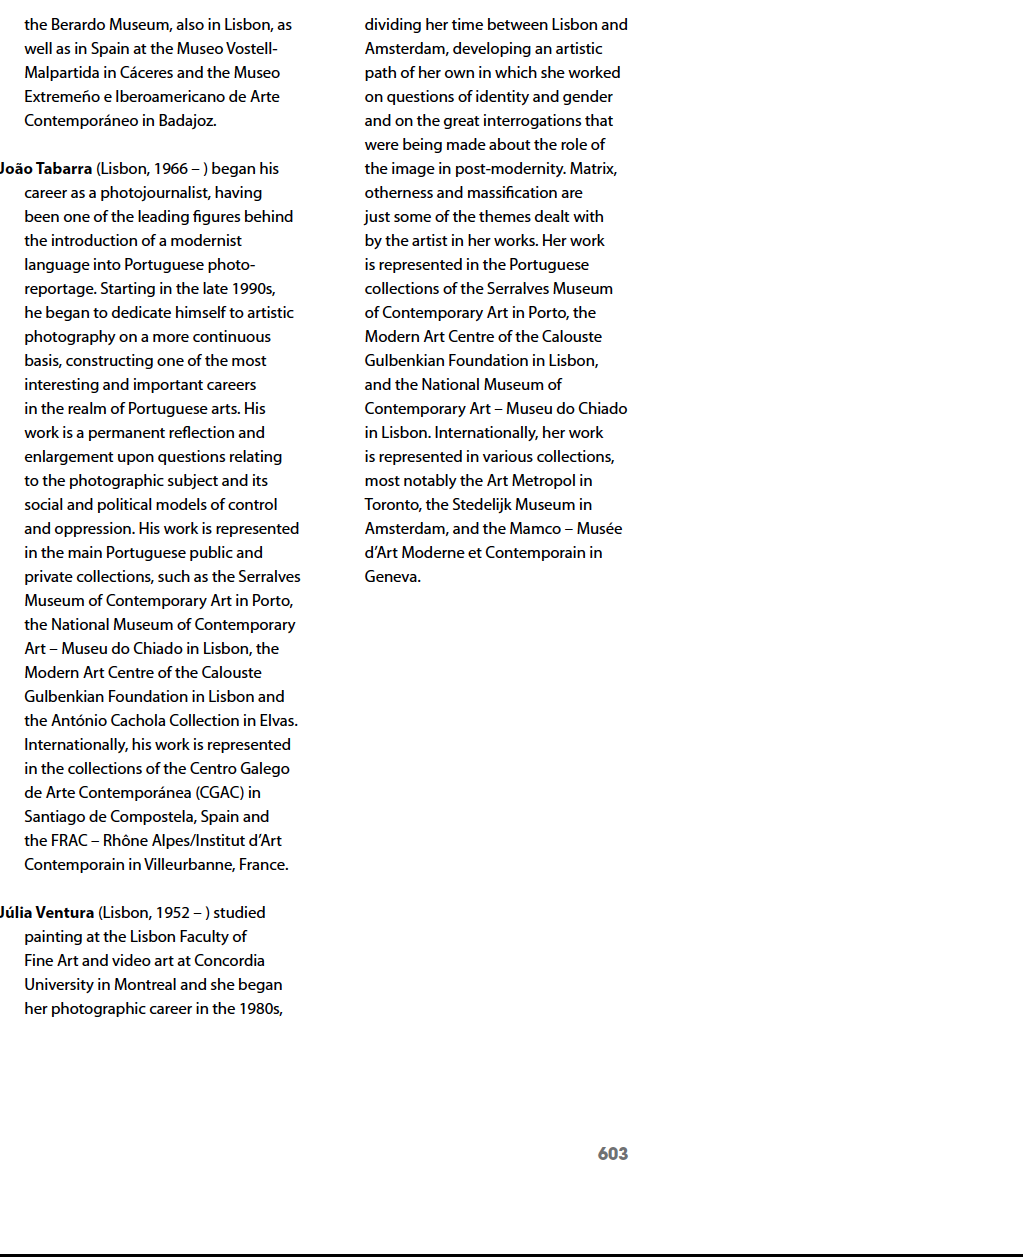 the Berardo Museum, also in Lisbon, as
well as in Spain at the Museo Vostell-
Malpartida in Cáceres and the Museo
Extremeño e Iberoamericano de Arte
Contemporáneo in Badajoz.
João Tabarra (Lisbon, 1966 – ) began his
career as a photojournalist, having
been one of the leading figures behind
the introduction of a modernist
language into Portuguese photo-
reportage. Starting in the late 1990s,
he began to dedicate himself to artistic
photography on a more continuous
basis, constructing one of the most
interesting and important careers
in the realm of Portuguese arts. His
work is a permanent reflection and
enlargement upon questions relating
to the photographic subject and its
social and political models of control
and oppression. His work is represented
in the main Portuguese public and
private collections, such as the Serralves
Museum of Contemporary Art in Porto,
the National Museum of Contemporary
Art – Museu do Chiado in Lisbon, the
Modern Art Centre of the Calouste
Gulbenkian Foundation in Lisbon and
the António Cachola Collection in Elvas.
Internationally, his work is represented
in the collections of the Centro Galego
de Arte Contemporánea (CGAC) in
Santiago de Compostela, Spain and
the FRAC – Rhône Alpes/Institut d’Art
Contemporain in Villeurbanne, France.
Júlia Ventura (Lisbon, 1952 – ) studied
painting at the Lisbon Faculty of
Fine Art and video art at Concordia
University in Montreal and she began
her photographic career in the 1980s,
dividing her time between Lisbon and
Amsterdam, developing an artistic
path of her own in which she worked
on questions of identity and gender
and on the great interrogations that
were being made about the role of
the image in post-modernity. Matrix,
otherness and massification are
just some of the themes dealt with
by the artist in her works. Her work
is represented in the Portuguese
collections of the Serralves Museum
of Contemporary Art in Porto, the
Modern Art Centre of the Calouste
Gulbenkian Foundation in Lisbon,
and the National Museum of
Contemporary Art – Museu do Chiado
in Lisbon. Internationally, her work
is represented in various collections,
most notably the Art Metropol in
Toronto, the Stedelijk Museum in
Amsterdam, and the Mamco – Musée
d’Art Moderne et Contemporain in
Geneva.
603